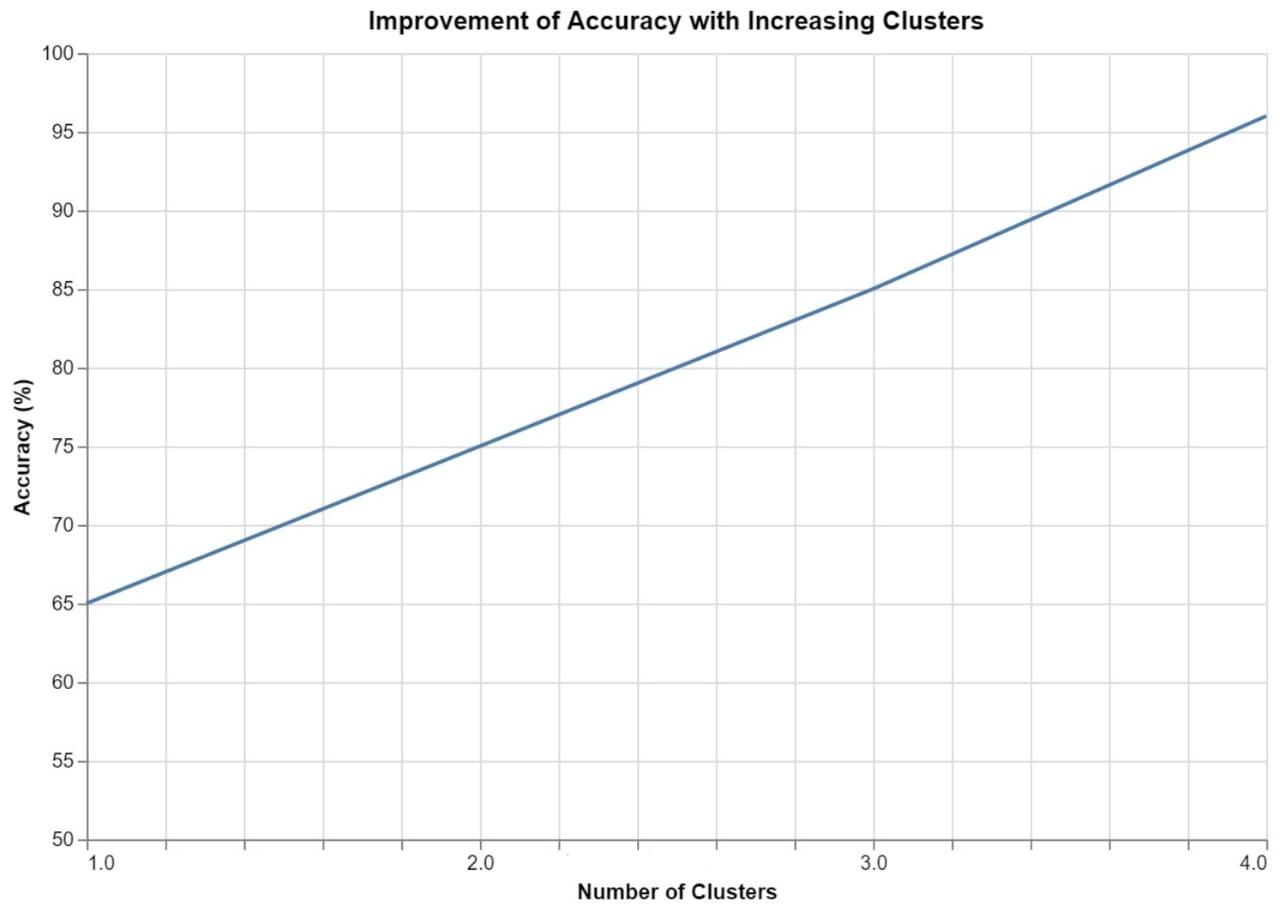 Improvement of Accuracy with Increasing Clusters
100
95
90
85
80
75
70
65
60
55
50
Accuracy (%)
1.0 2.0 3.0 4.0
Number of Clusters